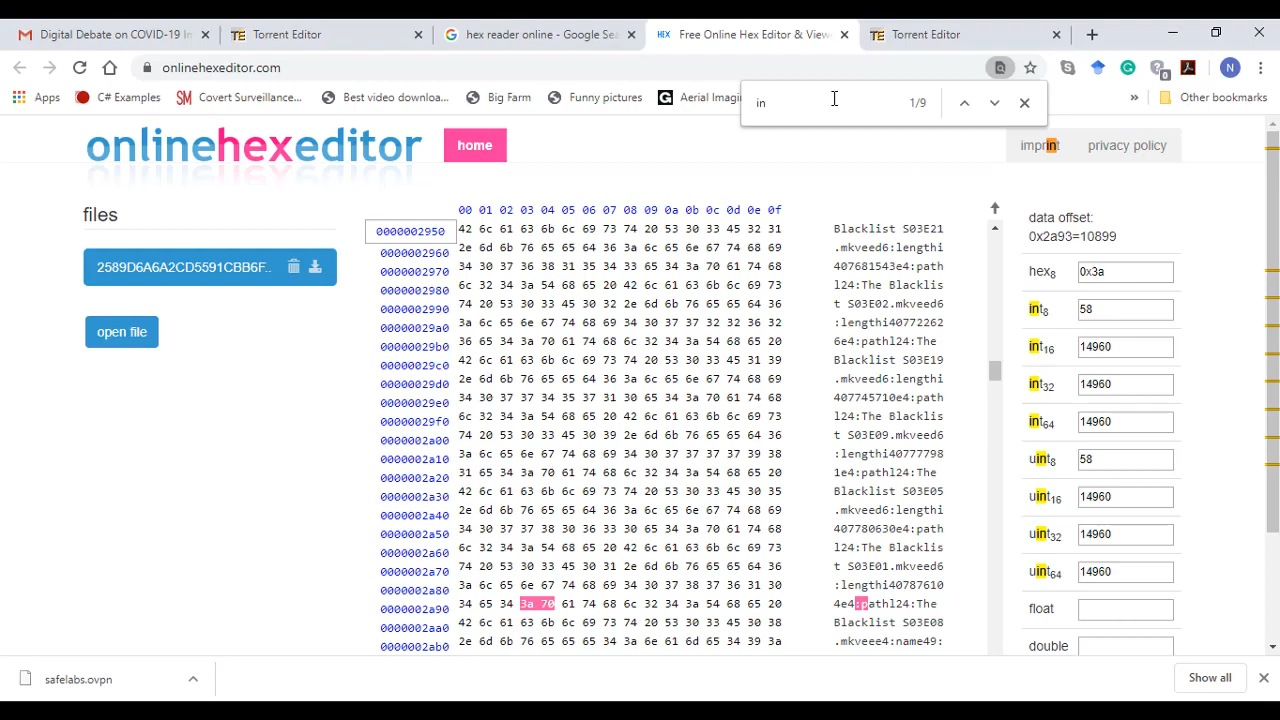 Digital Debate on COVID-19 In
Torrent Editor
hex reader online - Google Sea
HEX Free Online Hex Editor & View
Torrent Editor
onlinehexeditor.com
Apps C# Examples Covert Surveillance... Best video downloa... Big Farm Funny pictures Aerial Imagi Other bookmarks
in 1/9
onlinehexeditor
home
imprint
privacy policy
files
2589D6A6A2CD5591CBB6F..
open file
00 01 02 03 04 05 06 07 08 09 0a 0b 0c 0d 0e 0f
0000002950 42 6c 61 63 6b 6c 69 73 74 20 53 30 33 45 32 31 Blacklist S03E21
0000002960 2e 6d 6b 76 65 65 64 36 3a 6c 65 6e 67 74 68 69 .mkveed6:lengthi
0000002970 34 30 37 36 38 31 35 34 33 65 34 3a 70 61 74 68 407681543e4:path
0000002980 6c 32 34 3a 54 68 65 20 42 6c 61 63 6b 6c 69 73 l24:The Blacklis
0000002990 74 20 53 30 33 45 30 32 2e 6d 6b 76 65 65 64 36 t S03E02.mkveed6
00000029a0 3a 6c 65 6e 67 74 68 69 34 30 37 37 32 32 36 32 :lengthi40772262
00000029b0 36 65 34 3a 70 61 74 68 6c 32 34 3a 54 68 65 20 6e4:pathl24:The
00000029c0 42 6c 61 63 6b 6c 69 73 74 20 53 30 33 45 31 39 Blacklist S03E19
00000029d0 2e 6d 6b 76 65 65 64 36 3a 6c 65 6e 67 74 68 69 .mkveed6:lengthi
00000029e0 34 30 37 37 34 35 37 31 30 65 34 3a 70 61 74 68 407745710e4:path
00000029f0 6c 32 34 3a 54 68 65 20 42 6c 61 63 6b 6c 69 73 l24:The Blacklis
0000002a00 74 20 53 30 33 45 30 39 2e 6d 6b 76 65 65 64 36 t S03E09.mkveed6
0000002a10 3a 6c 65 6e 67 74 68 69 34 30 37 37 37 37 39 38 :lengthi40777798
0000002a20 31 65 34 3a 70 61 74 68 6c 32 34 3a 54 68 65 20 1e4:pathl24:The
0000002a30 42 6c 61 63 6b 6c 69 73 74 20 53 30 33 45 30 35 Blacklist S03E05
0000002a40 2e 6d 6b 76 65 65 64 36 3a 6c 65 6e 67 74 68 69 .mkveed6:lengthi
0000002a50 34 30 37 37 38 30 36 33 30 65 34 3a 70 61 74 68 407780630e4:path
0000002a60 6c 32 34 3a 54 68 65 20 42 6c 61 63 6b 6c 69 73 l24:The Blacklis
0000002a70 74 20 53 30 33 45 30 31 2e 6d 6b 76 65 65 64 36 t S03E01.mkveed6
0000002a80 3a 6c 65 6e 67 74 68 69 34 30 37 38 37 36 31 30 :lengthi40787610
0000002a90 34 65 34 3a 70 61 74 68 6c 32 34 3a 54 68 65 20 4e4:pathl24:The
0000002aa0 42 6c 61 63 6b 6c 69 73 74 20 53 30 33 45 30 38 Blacklist S03E08
0000002ab0 2e 6d 6b 76 65 65 65 34 3a 6e 61 6d 65 34 39 3a .mkveee4:name49:
data offset:
0x2a93=10899
hex8 0x3a
int8 58
int16 14960
int32 14960
int64 14960
uint8 58
uint16 14960
uint32 14960
uint64 14960
float
double
safelabs.ovpn
Show all